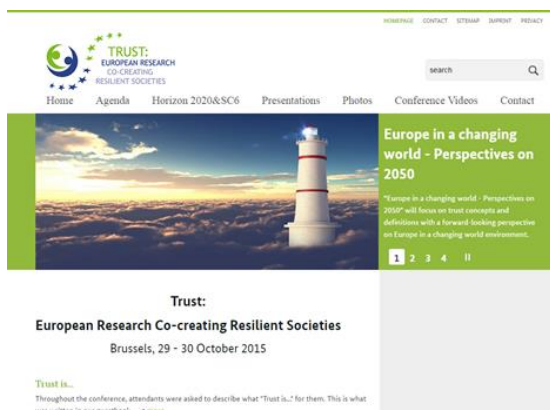 HOMEPAGE CONTACT SITEMAP IMPRINT PRIVACY
TRUST:
EUROPEAN RESEARCH
CO-CREATING
RESILIENT SOCIETIES
search
Home Agenda Horizon 2020&SC6 Presentations Photos Conference Videos Contact
Europe in a changing
world - Perspectives on
2050
"Europe in a changing world - Perspectives on
2050" will focus on trust concepts and
definitions with a forward-looking perspective
on Europe in a changing world environment.
1 2 3 4
Trust:
European Research Co-creating Resilient Societies
Brussels, 29 - 30 October 2015
Trust is...
Throughout the conference, attendants were asked to describe what "Trust is..." for them. This is what